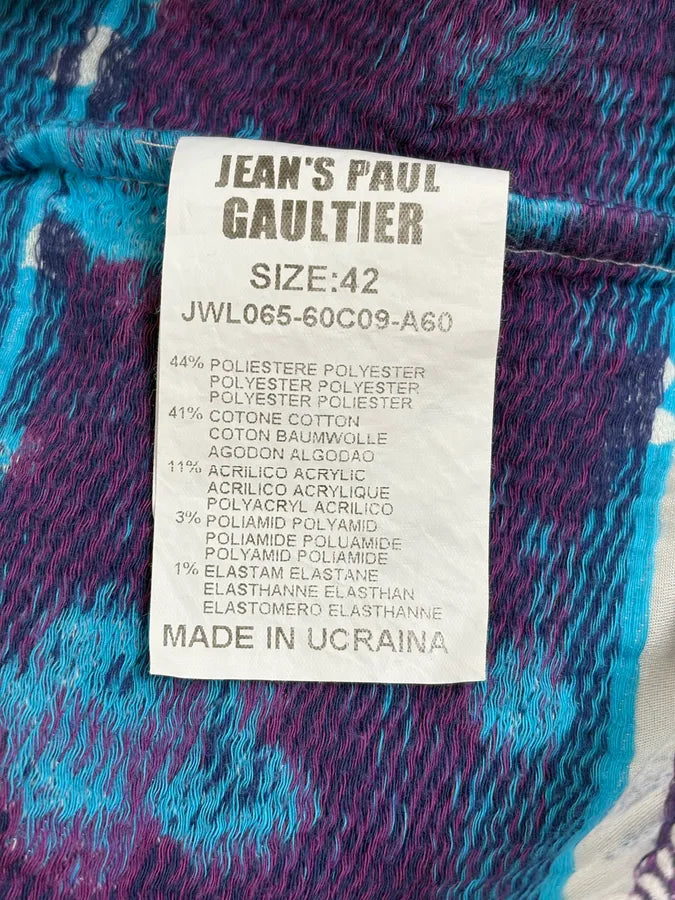 JEAN'S PAUL
GAULTIER
SIZE:42
JWL065-60C09-A60
44% POLIESTERE POLYESTER
POLYESTER POLYESTER
POLYESTER POLIESTER
41% COTONE COTTON
COTON BAUMWOLLE
AGODON ALGODAO
11% ACRILICO ACRYLIC
ACRILICO ACRYLIQUE
POLYACRYL ACRILICO
3% POLIAMID POLYAMID
POLIAMIDE POLUAMIDE
POLYAMID POLIAMIDE
1% ELASTAM ELASTANE
ELASTHANNE ELASTHAN
ELASTOMERO ELASTHANNE
MADE IN UCRAINA